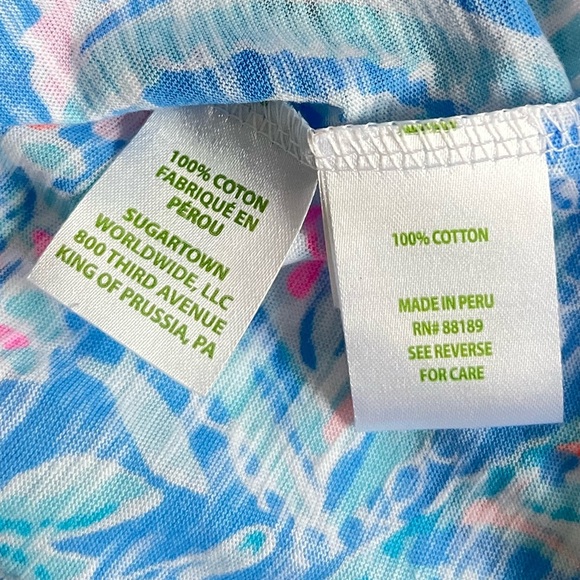 100% COTON
FABRIQUÉ EN
PÉROU
SUGARTOWN
WORLDWIDE, LLC
800 THIRD AVENUE
KING OF PRUSSIA, PA
100% COTTON
MADE IN PERU
RN# 88189
SEE REVERSE
FOR CARE